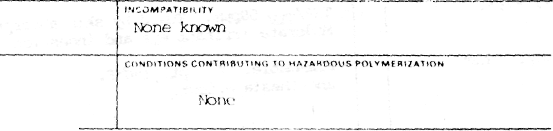 INCOMPATIBILITY
None known
CONDITIONS CONTRIBUTING TO HAZARDOUS POLYMERIZATION
None